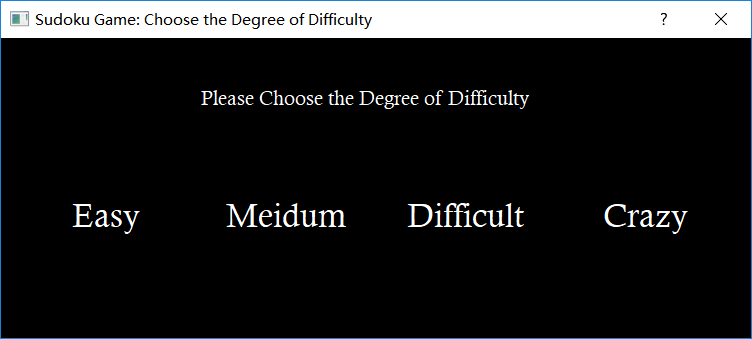 Sudoku Game: Choose the Degree of Difficulty
Please Choose the Degree of Difficulty
Easy Meidum Difficult Crazy